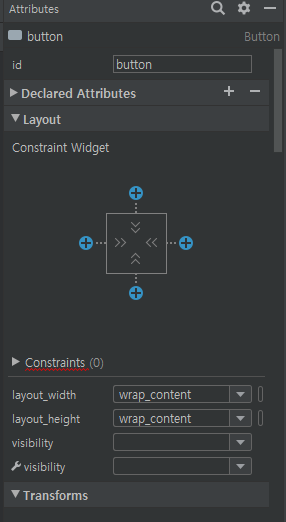 Attributes
button Button
id button
Declared Attributes
Layout
Constraint Widget
Constraints (0)
layout_width wrap_content
layout_height wrap_content
visibility
visibility
Transforms